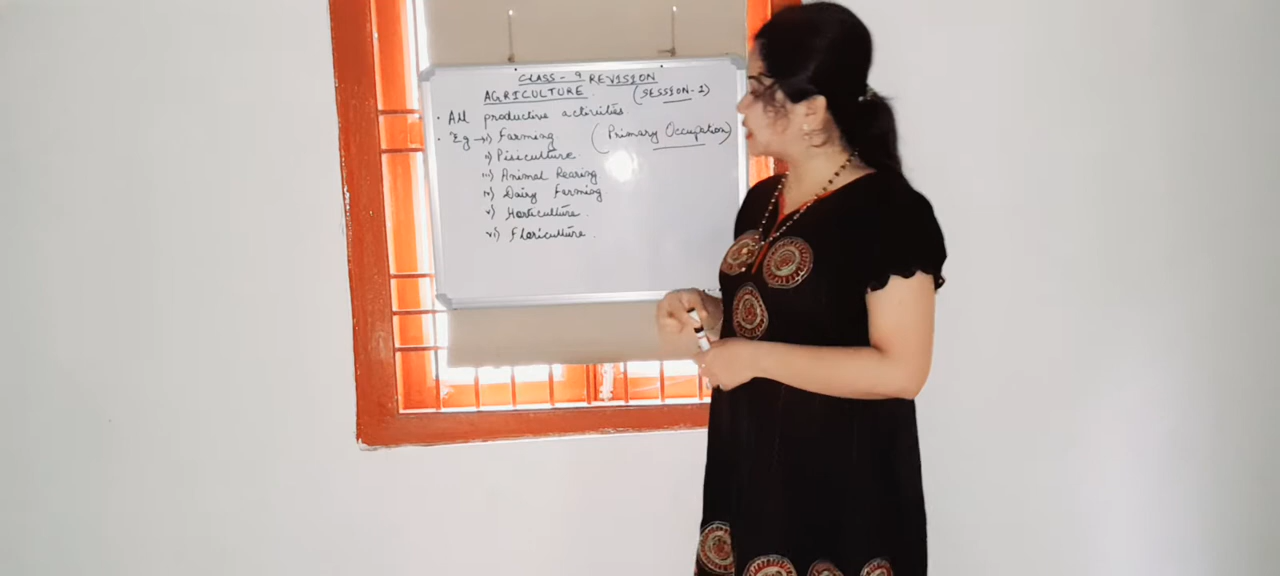 CLASS - 9 REVISION
AGRICULTURE. (SESSION-1)
• All productive activities.
• Eg → i) Farming (Primary Occupation)
ii) Pisiculture.
iii) Animal Rearing
iv) Dairy Farming
v) Horticulture.
vi) Floriculture.